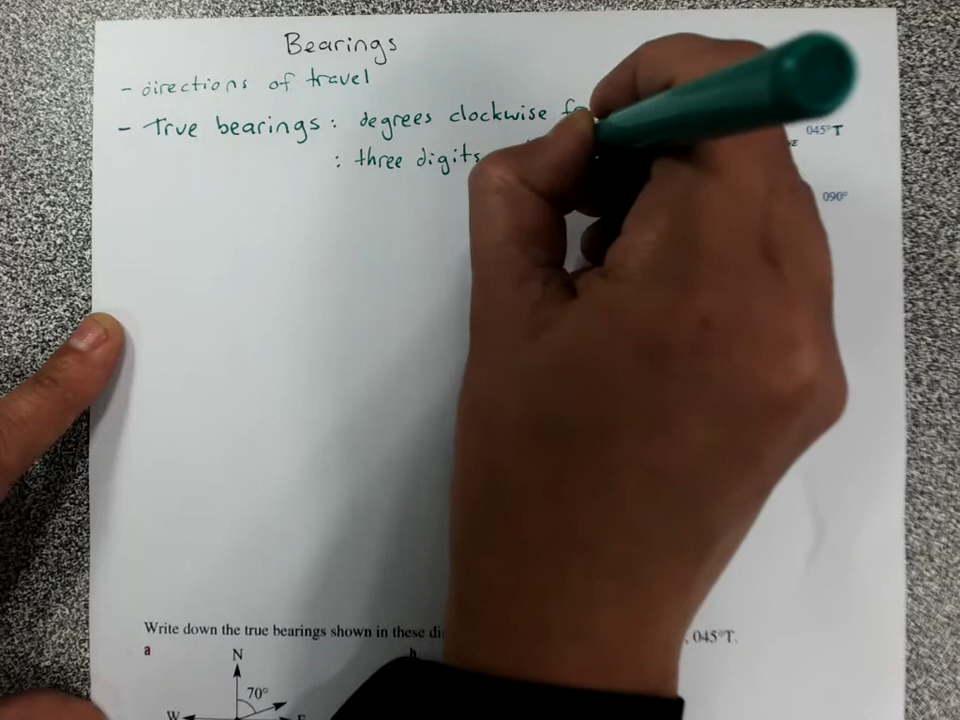 Bearings
- directions of travel
- True bearings : degrees clockwise
: three digits
045°T
090°
Write down the true bearings shown in these
, 045°T.
a
N
70°
W
E